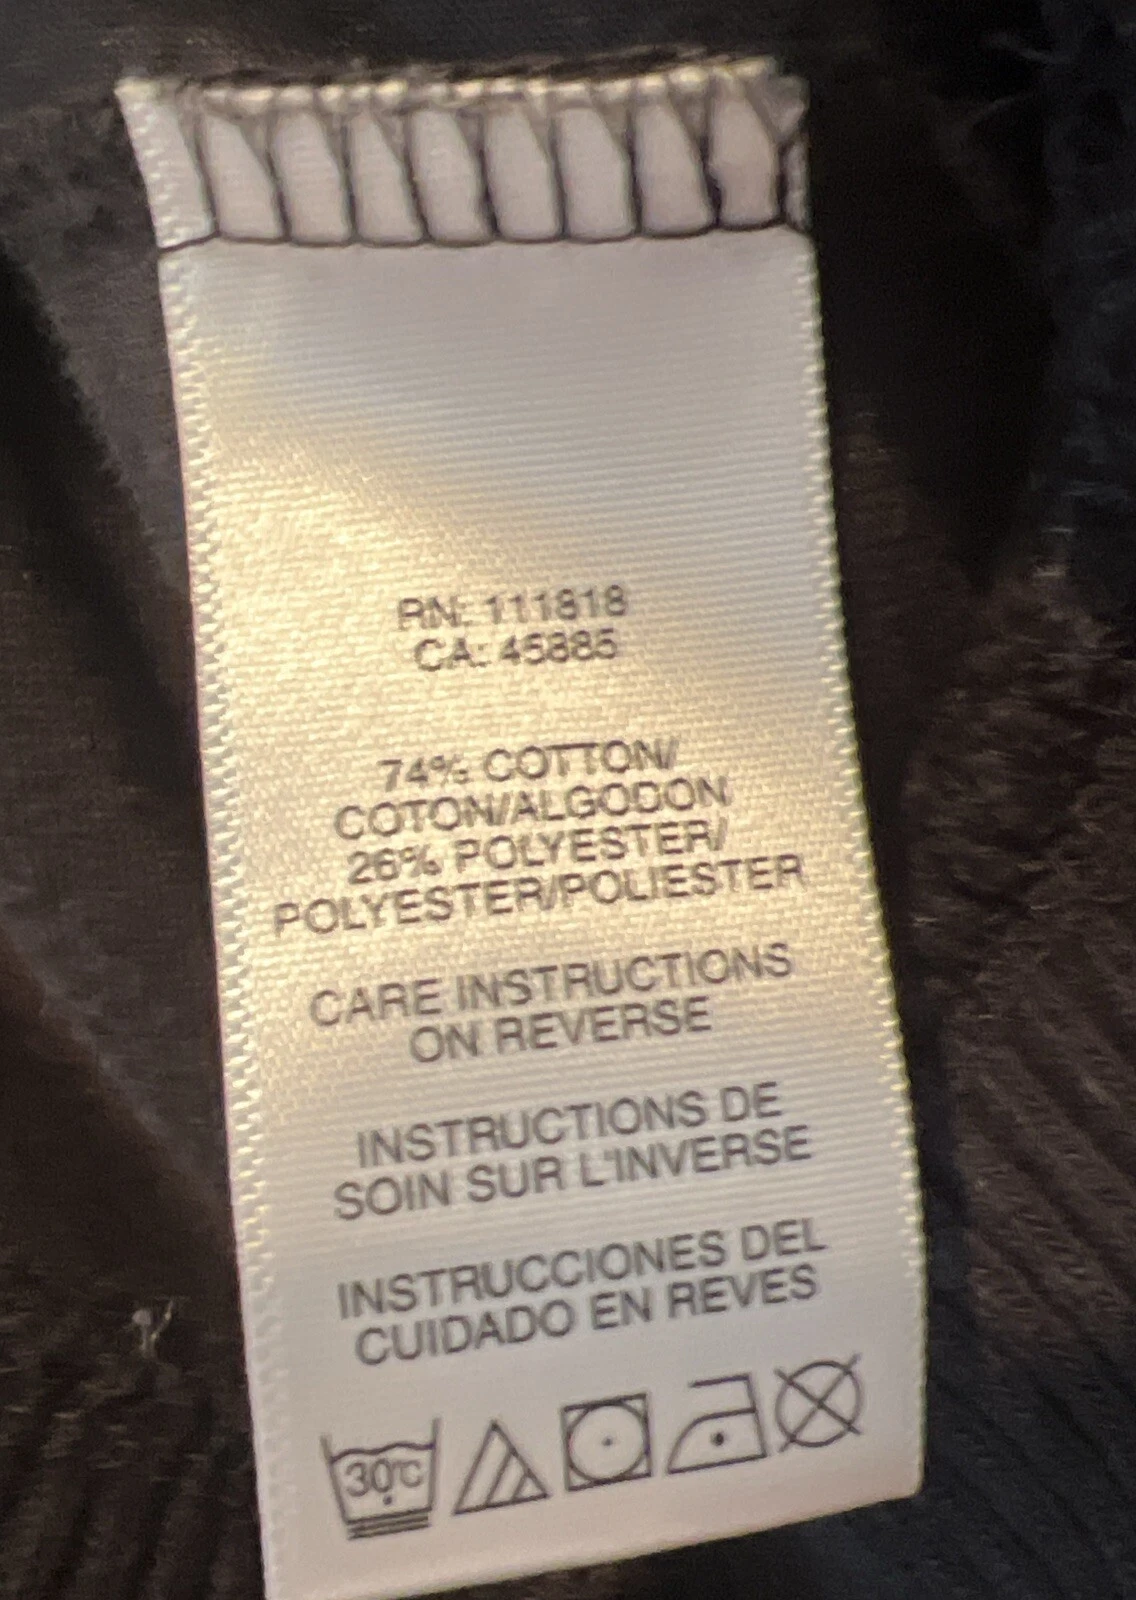 RN: 111818
CA: 45885
74% COTTON/
COTON/ALGODON
26% POLYESTER/
POLYESTER/POLIESTER
CARE INSTRUCTIONS
ON REVERSE
INSTRUCTIONS DE
SOIN SUR L'INVERSE
INSTRUCCIONES DEL
CUIDADO EN REVES
30°C